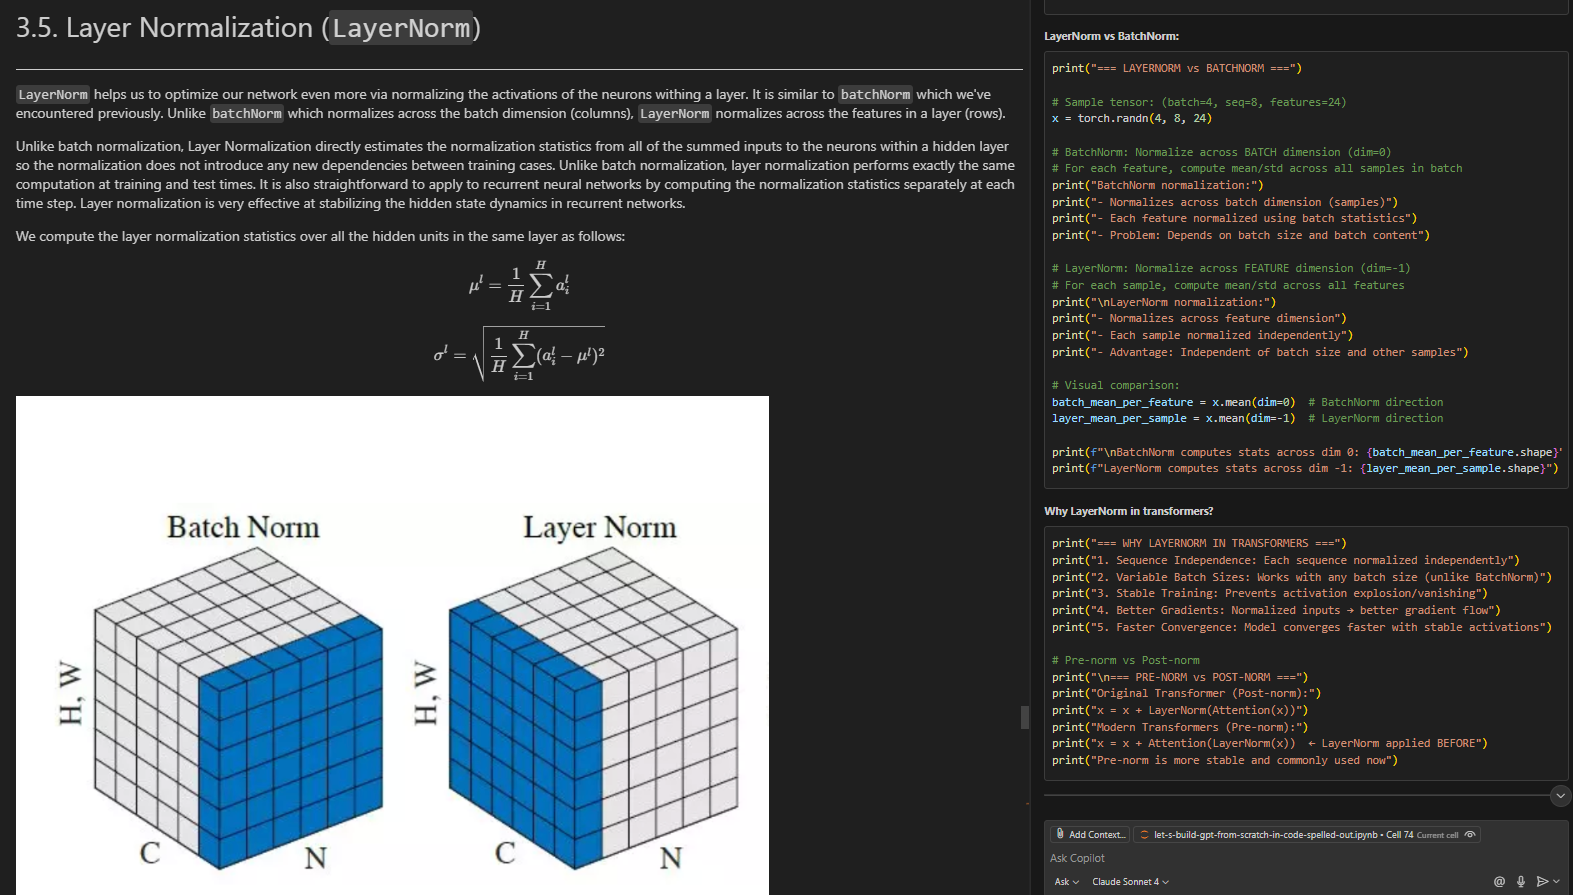 3.5. Layer Normalization (LayerNorm)
LayerNorm helps us to optimize our network even more via normalizing the activations of the neurons withing a layer. It is similar to batchNorm which we've
encountered previously. Unlike batchNorm which normalizes across the batch dimension (columns), LayerNorm normalizes across the features in a layer (rows).
Unlike batch normalization, Layer Normalization directly estimates the normalization statistics from all of the summed inputs to the neurons within a hidden layer
so the normalization does not introduce any new dependencies between training cases. Unlike batch normalization, layer normalization performs exactly the same
computation at training and test times. It is also straightforward to apply to recurrent neural networks by computing the normalization statistics separately at each
time step. Layer normalization is very effective at stabilizing the hidden state dynamics in recurrent networks.
We compute the layer normalization statistics over all the hidden units in the same layer as follows:
μ^l = \frac{1}{H} \sum_{i=1}^{H} a_i^l
σ^l = \sqrt{\frac{1}{H} \sum_{i=1}^{H} (a_i^l − μ^l)^2}
Batch Norm
H, W
C
N
Layer Norm
H, W
C
N
LayerNorm vs BatchNorm:
print("=== LAYERNORM vs BATCHNORM ===")
# Sample tensor: (batch=4, seq=8, features=24)
x = torch.randn(4, 8, 24)
# BatchNorm: Normalize across BATCH dimension (dim=0)
# For each feature, compute mean/std across all samples in batch
print("BatchNorm normalization:")
print("- Normalizes across batch dimension (samples)")
print("- Each feature normalized using batch statistics")
print("- Problem: Depends on batch size and batch content")
# LayerNorm: Normalize across FEATURE dimension (dim=-1)
# For each sample, compute mean/std across all features
print("\nLayerNorm normalization:")
print("- Normalizes across feature dimension")
print("- Each sample normalized independently")
print("- Advantage: Independent of batch size and other samples")
# Visual comparison:
batch_mean_per_feature = x.mean(dim=0)  # BatchNorm direction
layer_mean_per_sample = x.mean(dim=-1)  # LayerNorm direction
print(f"\nBatchNorm computes stats across dim 0: {batch_mean_per_feature.shape}"
print(f"LayerNorm computes stats across dim -1: {layer_mean_per_sample.shape}")
Why LayerNorm in transformers?
print("=== WHY LAYERNORM IN TRANSFORMERS ===")
print("1. Sequence Independence: Each sequence normalized independently")
print("2. Variable Batch Sizes: Works with any batch size (unlike BatchNorm)")
print("3. Stable Training: Prevents activation explosion/vanishing")
print("4. Better Gradients: Normalized inputs → better gradient flow")
print("5. Faster Convergence: Model converges faster with stable activations")
# Pre-norm vs Post-norm
print("\n=== PRE-NORM vs POST-NORM ===")
print("Original Transformer (Post-norm):")
print("x = x + LayerNorm(Attention(x))")
print("Modern Transformers (Pre-norm):")
print("x = x + Attention(LayerNorm(x))  ← LayerNorm applied BEFORE")
print("Pre-norm is more stable and commonly used now")
Add Context...
let-s-build-gpt-from-scratch-in-code-spelled-out.ipynb • Cell 74 Current cell
Ask Copilot
Ask
Claude Sonnet 4